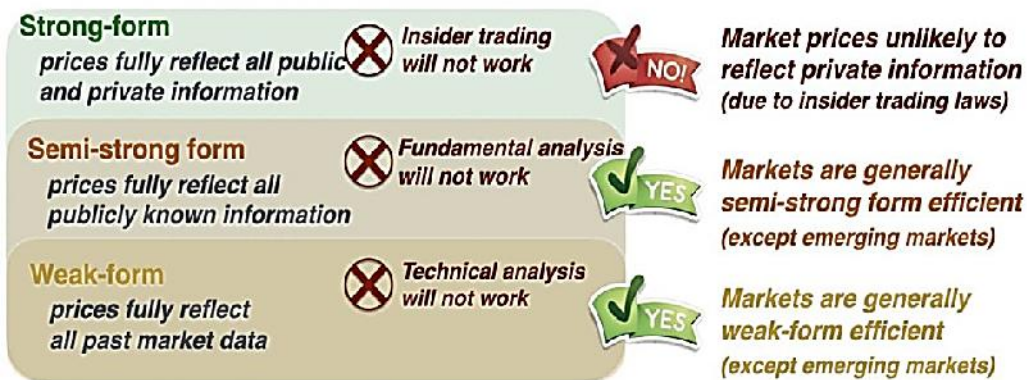 Strong-form
prices fully reflect all public
and private information
Insider trading
will not work
NO!
Market prices unlikely to
reflect private information
(due to insider trading laws)
Semi-strong form
prices fully reflect all
publicly known information
Fundamental analysis
will not work
YES
Markets are generally
semi-strong form efficient
(except emerging markets)
Weak-form
prices fully reflect
all past market data
Technical analysis
will not work
YES
Markets are generally
weak-form efficient
(except emerging markets)